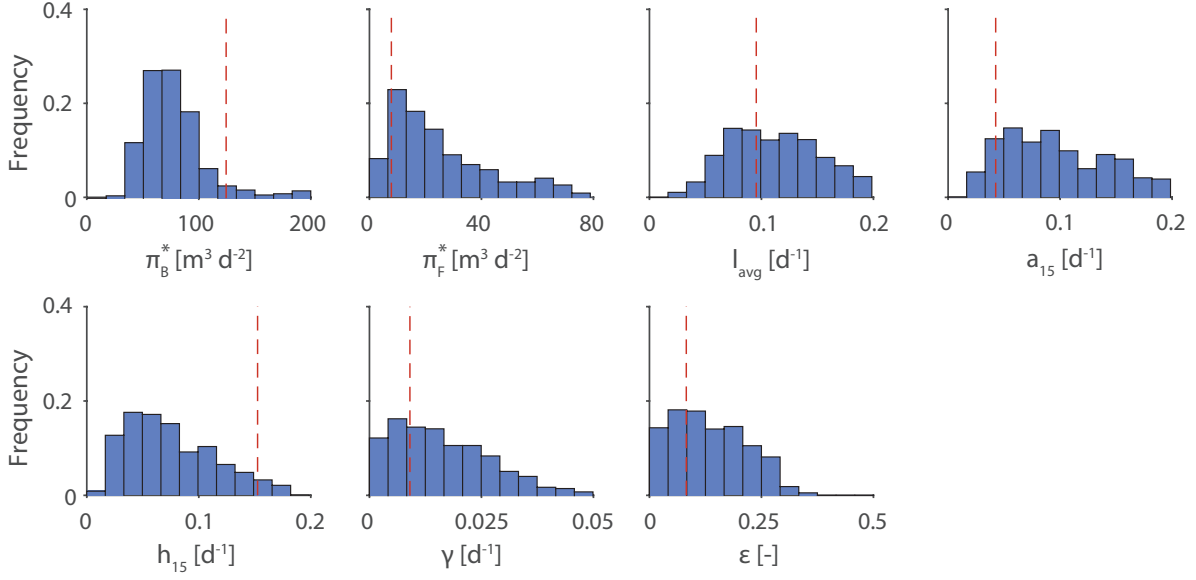 0.4
Frequency
0.2
0
0 100 200
0 40 80
0 0.1 0.2
0 0.1 0.2
π*B [m³ d⁻²]
π*F [m³ d⁻²]
lavg [d⁻¹]
a15 [d⁻¹]
0.4
Frequency
0.2
0
0 0.1 0.2
0 0.025 0.05
0 0.25 0.5
h15 [d⁻¹]
γ [d⁻¹]
ε [-]